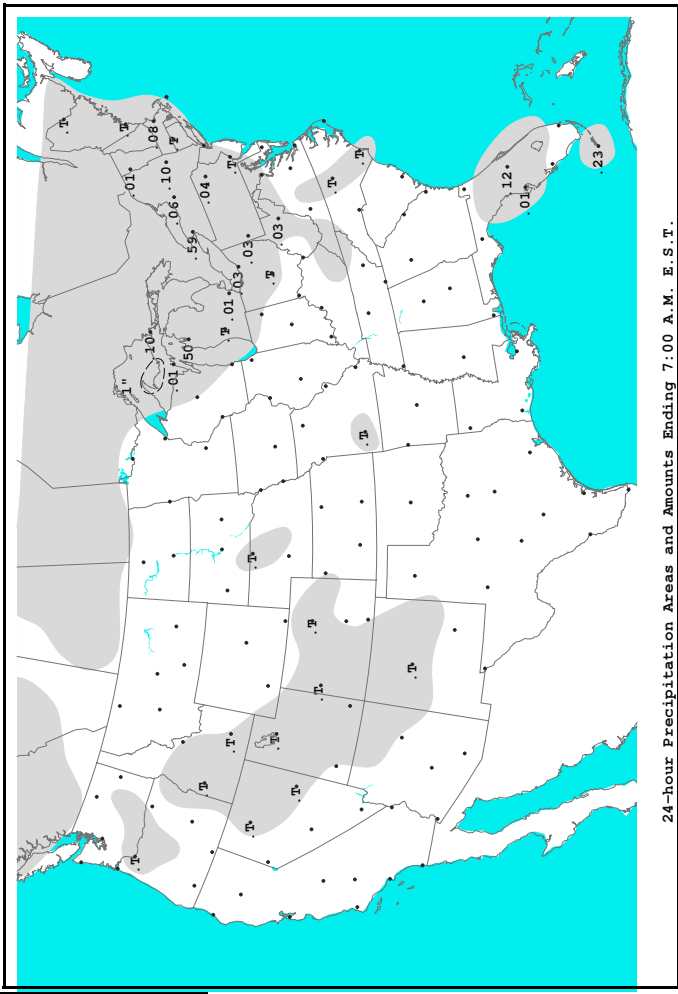 T
T
1"
01
T
10
08
10
01
06
T
50
59
T
04
T
01
T
T
03
03
T
T
T
T
03
T
T
T
T
T
T
T
12
01
23
24-hour Precipitation Areas and Amounts Ending 7:00 A.M. E.S.T.